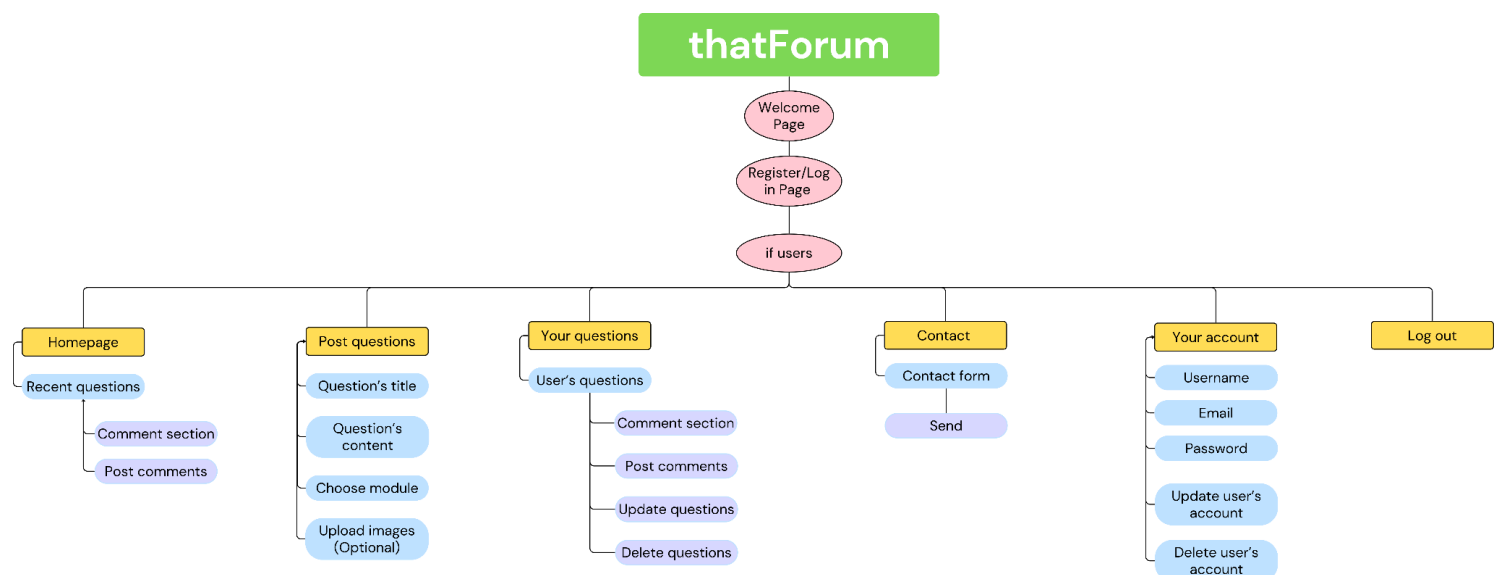 thatForum
Welcome
Page
Register/Log
in Page
if users
Homepage
Recent questions
Comment section
Post comments
Post questions
Question's title
Question's
content
Choose module
Upload images
(Optional)
Your questions
User's questions
Comment section
Post comments
Update questions
Delete questions
Contact
Contact form
Send
Your account
Username
Email
Password
Update user's
account
Delete user's
account
Log out